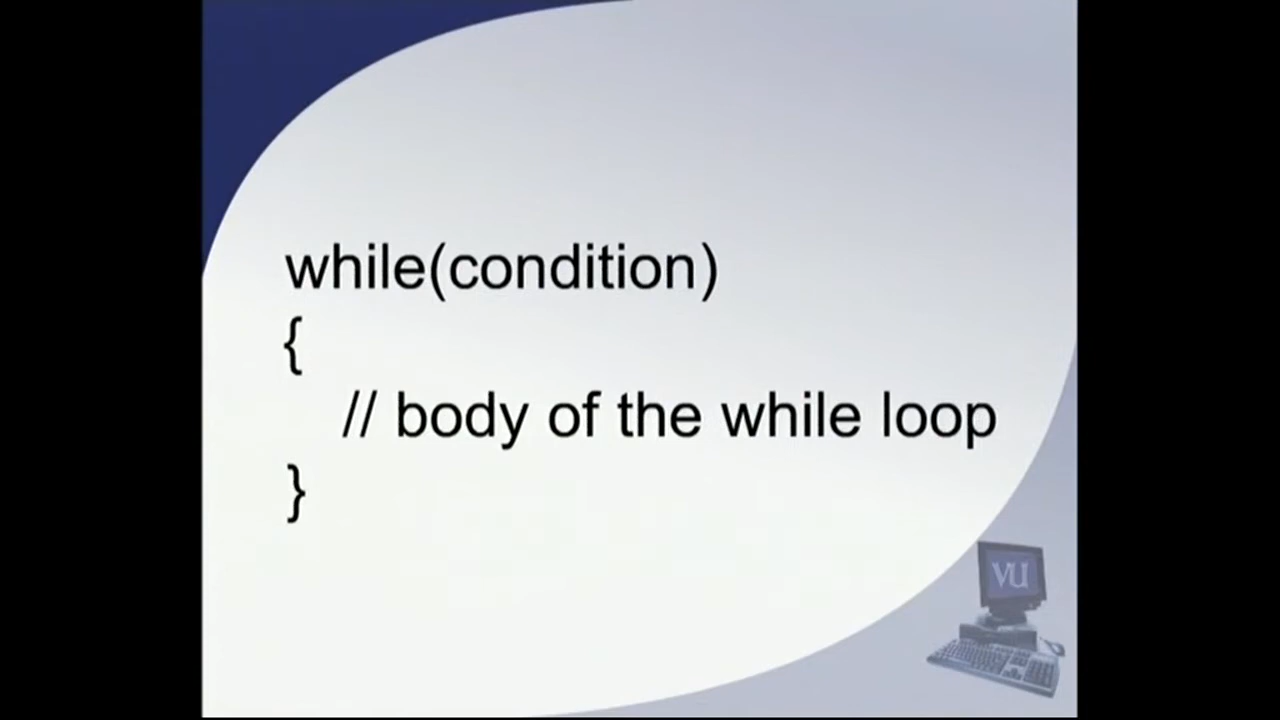 while(condition)
{
// body of the while loop
}
VU